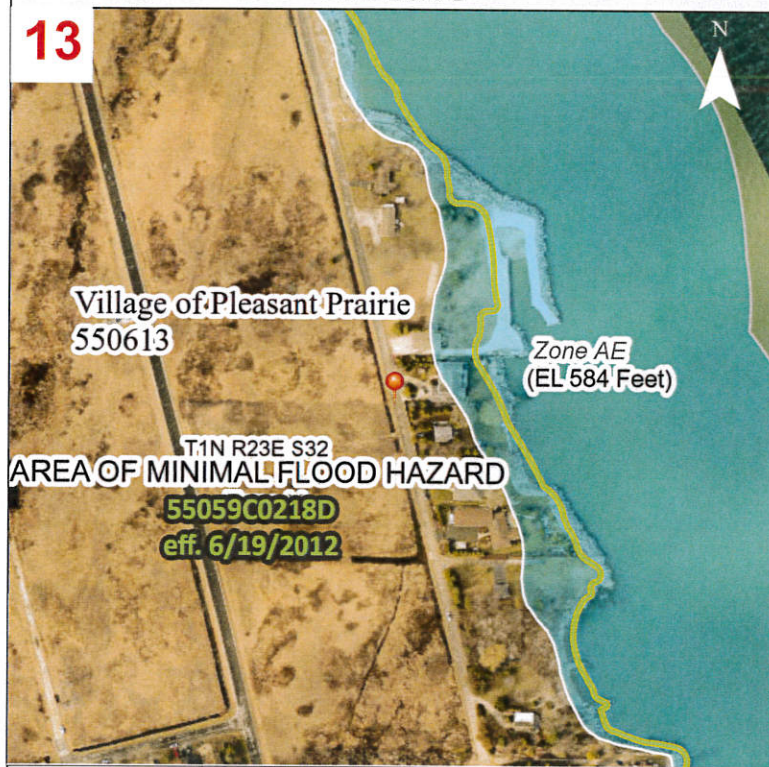 13
N
Village of Pleasant Prairie
550613
Zone AE
(EL 584 Feet)
T1N R23E S32
AREA OF MINIMAL FLOOD HAZARD
55059C0218D
eff. 6/19/2012